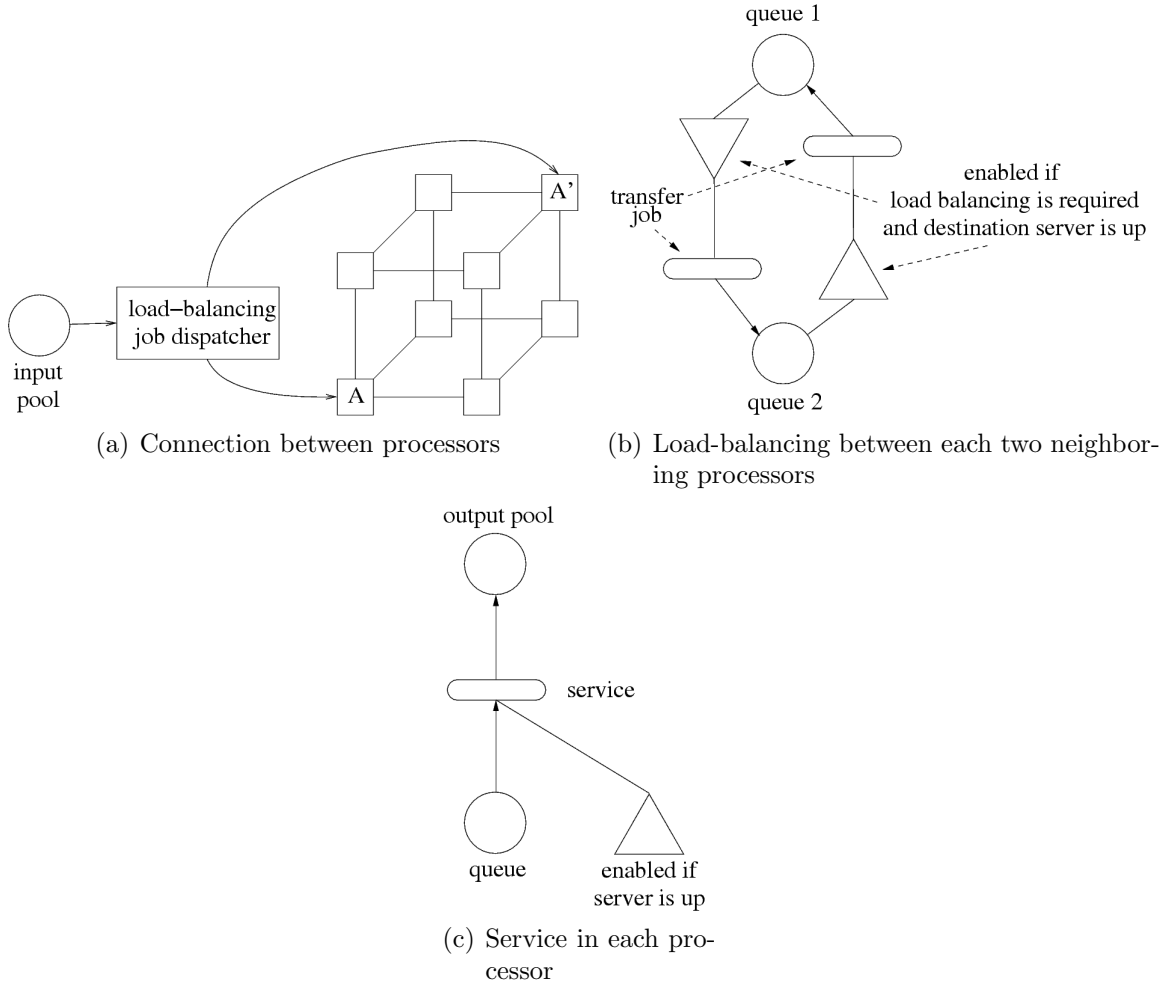 input
pool
load−balancing
job dispatcher
A'
A
(a) Connection between processors
queue 1
transfer
job
enabled if
load balancing is required
and destination server is up
queue 2
(b) Load-balancing between each two neighbor-
ing processors
output pool
service
queue
enabled if
server is up
(c) Service in each pro-
cessor